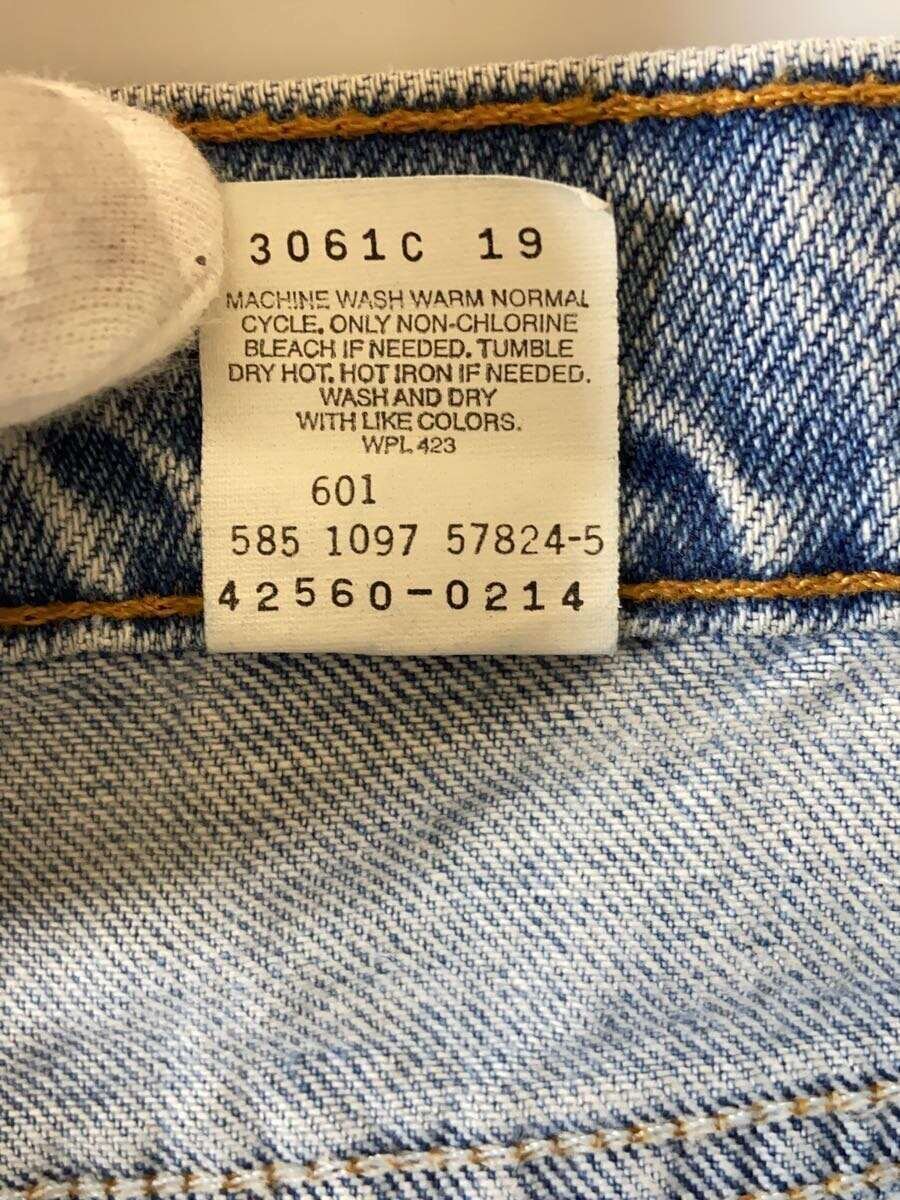 3061C 19
MACHINE WASH WARM NORMAL
CYCLE. ONLY NON-CHLORINE
BLEACH IF NEEDED. TUMBLE
DRY HOT. HOT IRON IF NEEDED.
WASH AND DRY
WITH LIKE COLORS.
WPL 423
601
585 1097 57824-5
42560-0214